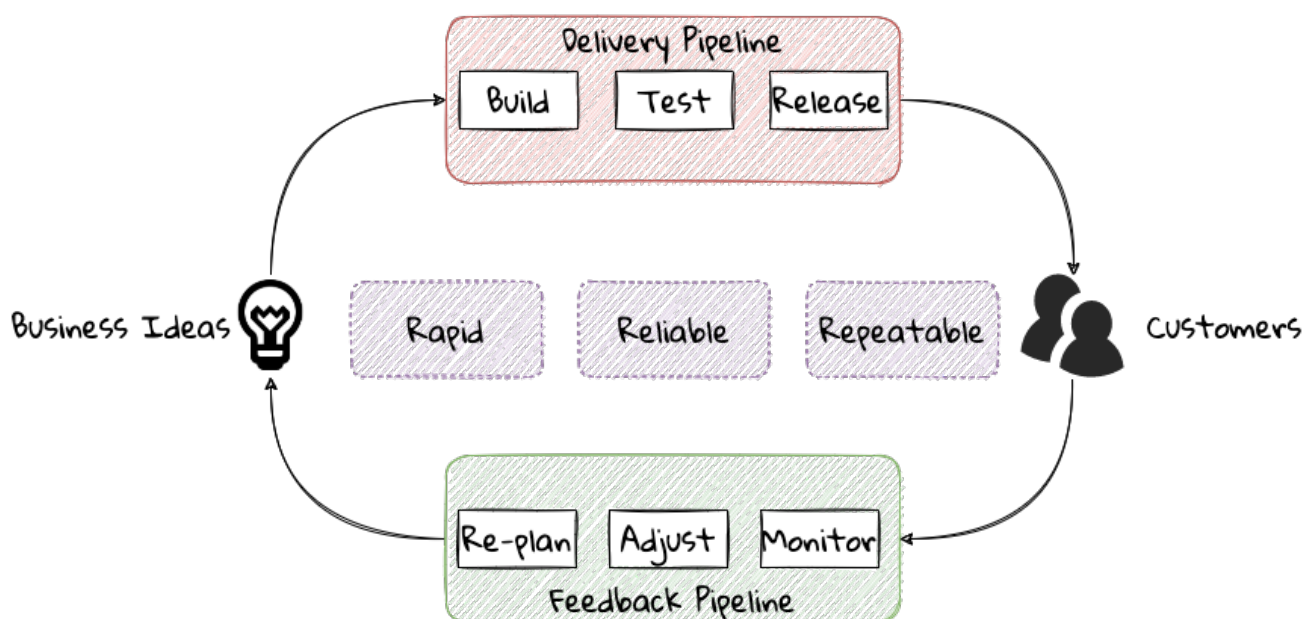 Delivery Pipeline
Build
Test
Release
Business Ideas
Rapid
Reliable
Repeatable
Customers
Re-plan
Adjust
Monitor
Feedback Pipeline